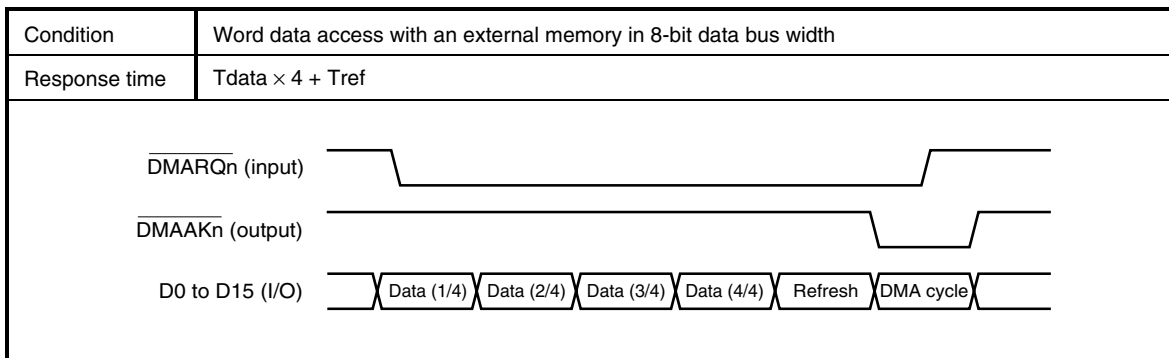 Condition
Word data access with an external memory in 8-bit data bus width
Response time
Tdata × 4 + Tref
DMARQn (input)
DMAAKn (output)
D0 to D15 (I/O)
Data (1/4) Data (2/4) Data (3/4) Data (4/4) Refresh DMA cycle